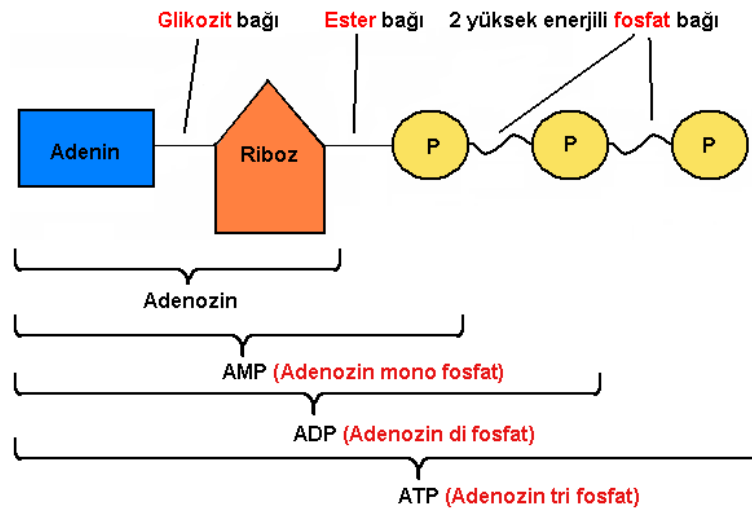 Glikozit bağı Ester bağı 2 yüksek enerjili fosfat bağı
Adenin Riboz P P P
Adenozin
AMP (Adenozin mono fosfat)
ADP (Adenozin di fosfat)
ATP (Adenozin tri fosfat)